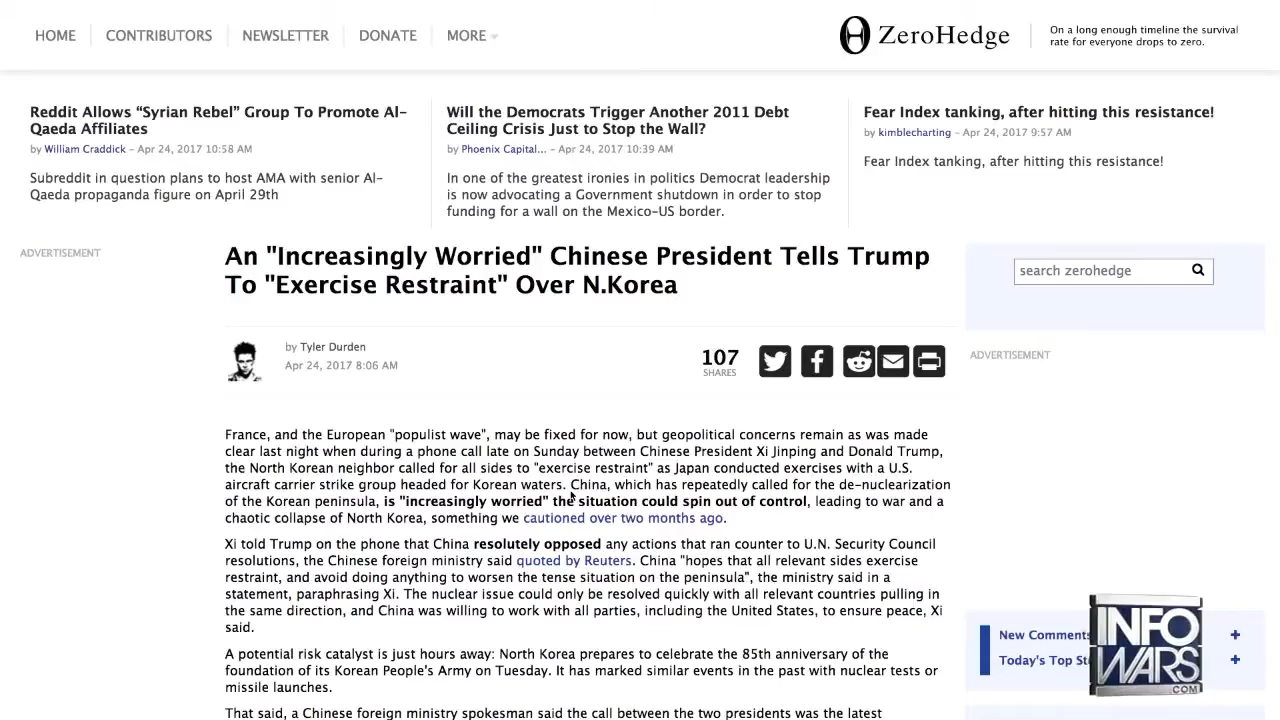 HOME
CONTRIBUTORS
NEWSLETTER
DONATE
MORE
ZeroHedge
On a long enough timeline the survival
rate for everyone drops to zero.
Reddit Allows “Syrian Rebel” Group To Promote Al-
Qaeda Affiliates
by William Craddick - Apr 24, 2017 10:58 AM
Subreddit in question plans to host AMA with senior Al-
Qaeda propaganda figure on April 29th
Will the Democrats Trigger Another 2011 Debt
Ceiling Crisis Just to Stop the Wall?
by Phoenix Capital... - Apr 24, 2017 10:39 AM
In one of the greatest ironies in politics Democrat leadership
is now advocating a Government shutdown in order to stop
funding for a wall on the Mexico-US border.
Fear Index tanking, after hitting this resistance!
by kimblecharting - Apr 24, 2017 9:57 AM
Fear Index tanking, after hitting this resistance!
ADVERTISEMENT
An "Increasingly Worried" Chinese President Tells Trump
To "Exercise Restraint" Over N.Korea
by Tyler Durden
Apr 24, 2017 8:06 AM
107
SHARES
search zerohedge
ADVERTISEMENT
France, and the European "populist wave", may be fixed for now, but geopolitical concerns remain as was made
clear last night when during a phone call late on Sunday between Chinese President Xi Jinping and Donald Trump,
the North Korean neighbor called for all sides to "exercise restraint" as Japan conducted exercises with a U.S.
aircraft carrier strike group headed for Korean waters. China, which has repeatedly called for the de-nuclearization
of the Korean peninsula, is "increasingly worried" the situation could spin out of control, leading to war and a
chaotic collapse of North Korea, something we cautioned over two months ago.
Xi told Trump on the phone that China resolutely opposed any actions that ran counter to U.N. Security Council
resolutions, the Chinese foreign ministry said quoted by Reuters. China "hopes that all relevant sides exercise
restraint, and avoid doing anything to worsen the tense situation on the peninsula", the ministry said in a
statement, paraphrasing Xi. The nuclear issue could only be resolved quickly with all relevant countries pulling in
the same direction, and China was willing to work with all parties, including the United States, to ensure peace, Xi
said.
A potential risk catalyst is just hours away: North Korea prepares to celebrate the 85th anniversary of the
foundation of its Korean People's Army on Tuesday. It has marked similar events in the past with nuclear tests or
missile launches.
That said, a Chinese foreign ministry spokesman said the call between the two presidents was the latest
New Comments
Today's Top St
INFO
WARS
.COM